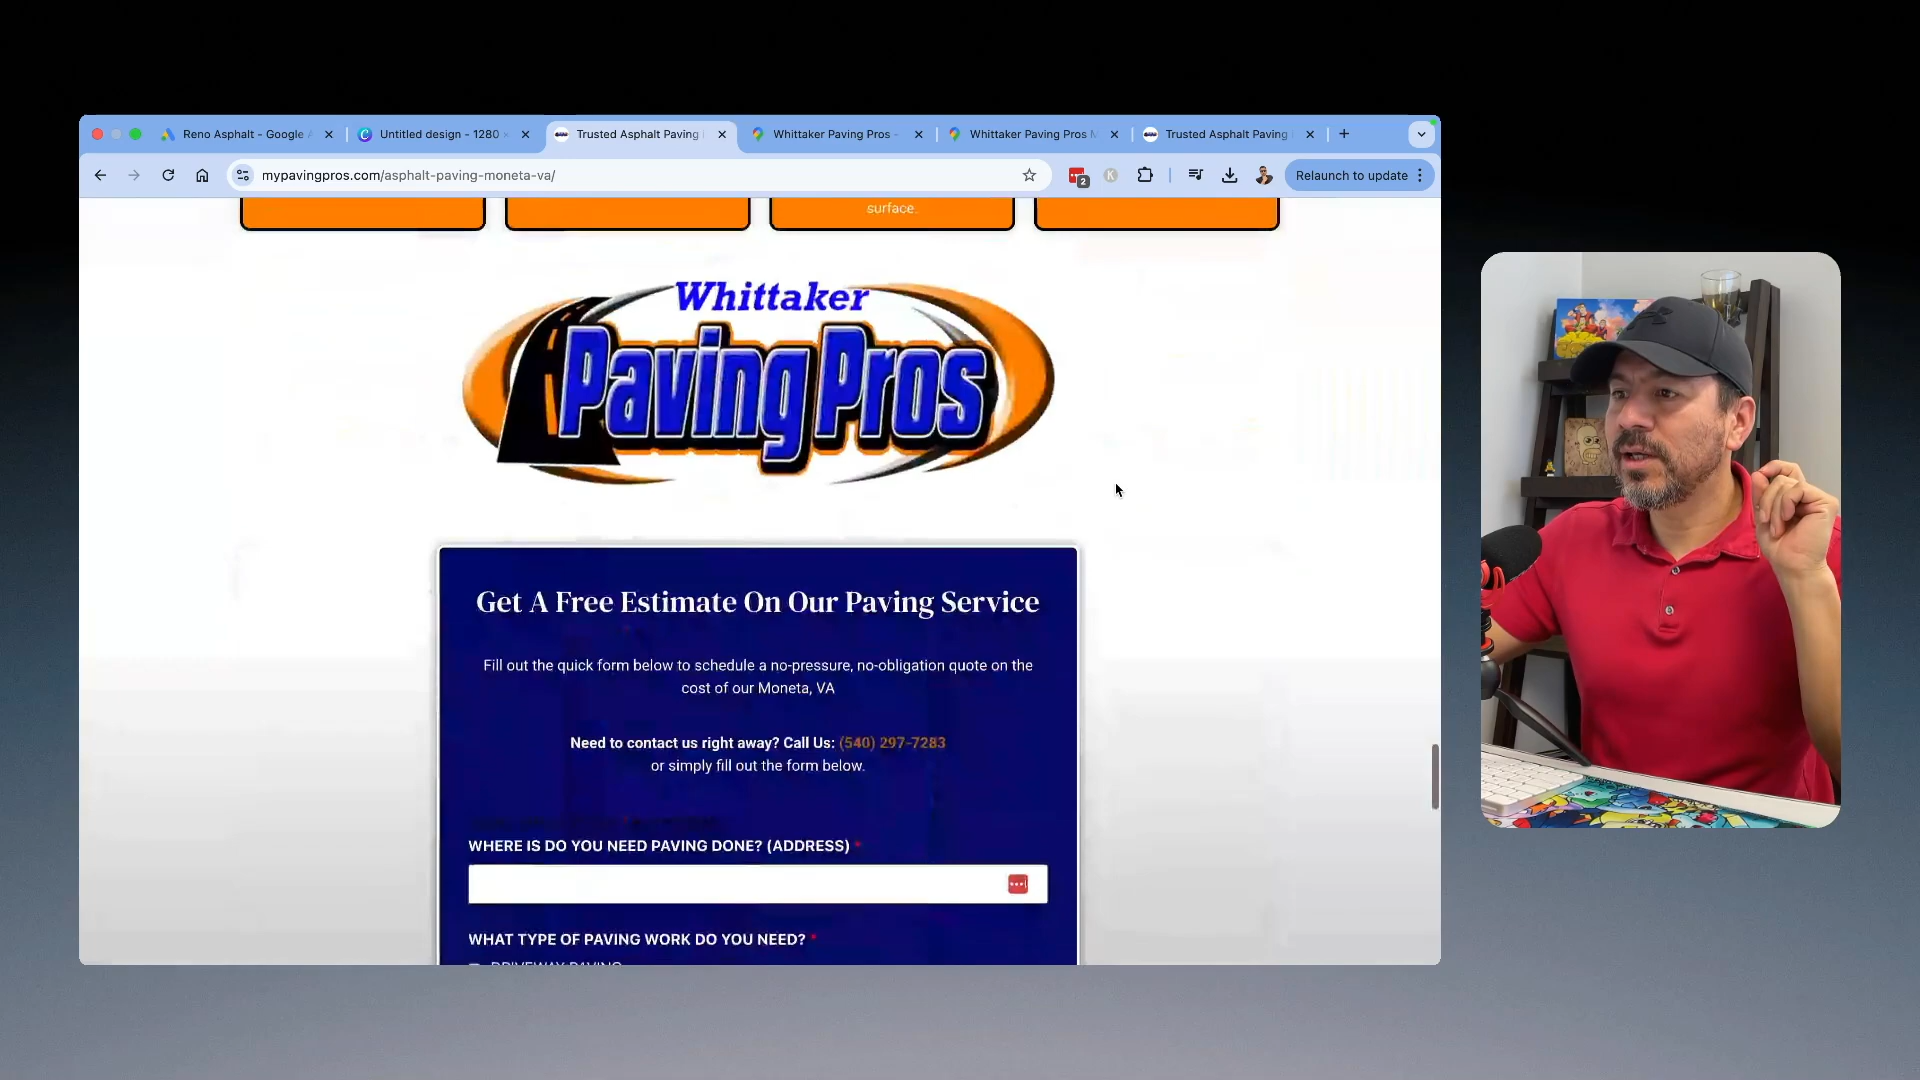 Reno Asphalt - Google A
Untitled design - 1280 ×
Trusted Asphalt Paving
Whittaker Paving Pros -
Whittaker Paving Pros M
Trusted Asphalt Paving
mypavingpros.com/asphalt-paving-moneta-va/
2
K
Relaunch to update
surface.
Whittaker
Paving Pros
Get A Free Estimate On Our Paving Service
Fill out the quick form below to schedule a no-pressure, no-obligation quote on the
cost of our Moneta, VA
Need to contact us right away? Call Us: (540) 297-7283
or simply fill out the form below.
WHERE IS DO YOU NEED PAVING DONE? (ADDRESS) *
WHAT TYPE OF PAVING WORK DO YOU NEED? *
DRIVEWAY PAVING